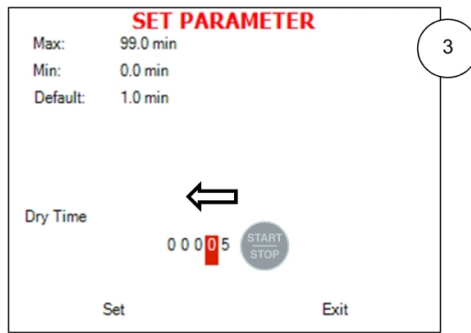 SET PARAMETER
3
Max: 99.0 min
Min: 0.0 min
Default: 1.0 min
Dry Time
0 0 0 0 5 START STOP
Set Exit